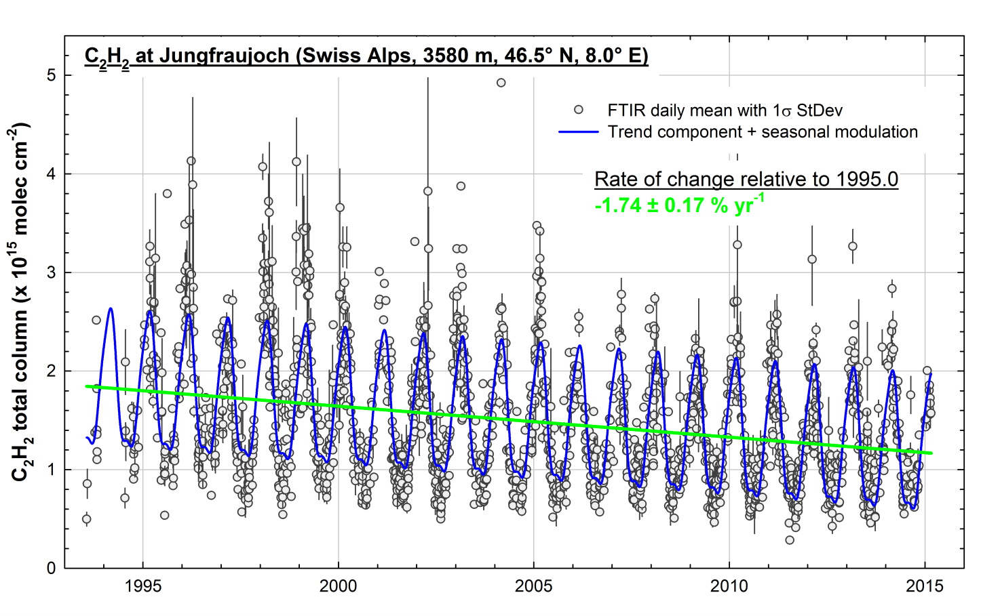 C₂H₂ at Jungfraujoch (Swiss Alps, 3580 m, 46.5° N, 8.0° E)
FTIR daily mean with 1σ StDev
Trend component + seasonal modulation
Rate of change relative to 1995.0
-1.74 ± 0.17 % yr⁻¹
C₂H₂ total column (x 10¹⁵ molec cm⁻²)
5
4
3
2
1
0
1995 2000 2005 2010 2015